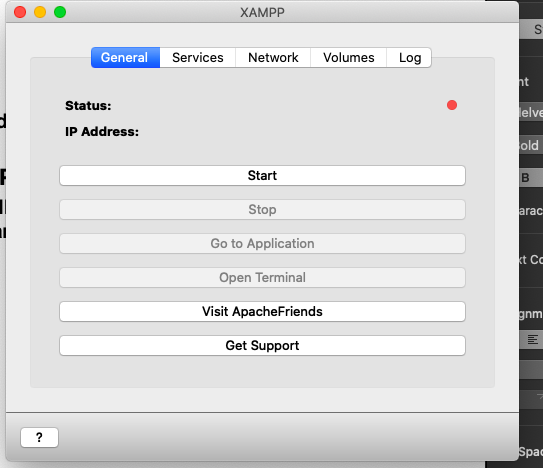 XAMPP
General Services Network Volumes Log
Status:
IP Address:
Start
Stop
Go to Application
Open Terminal
Visit ApacheFriends
Get Support
?
B